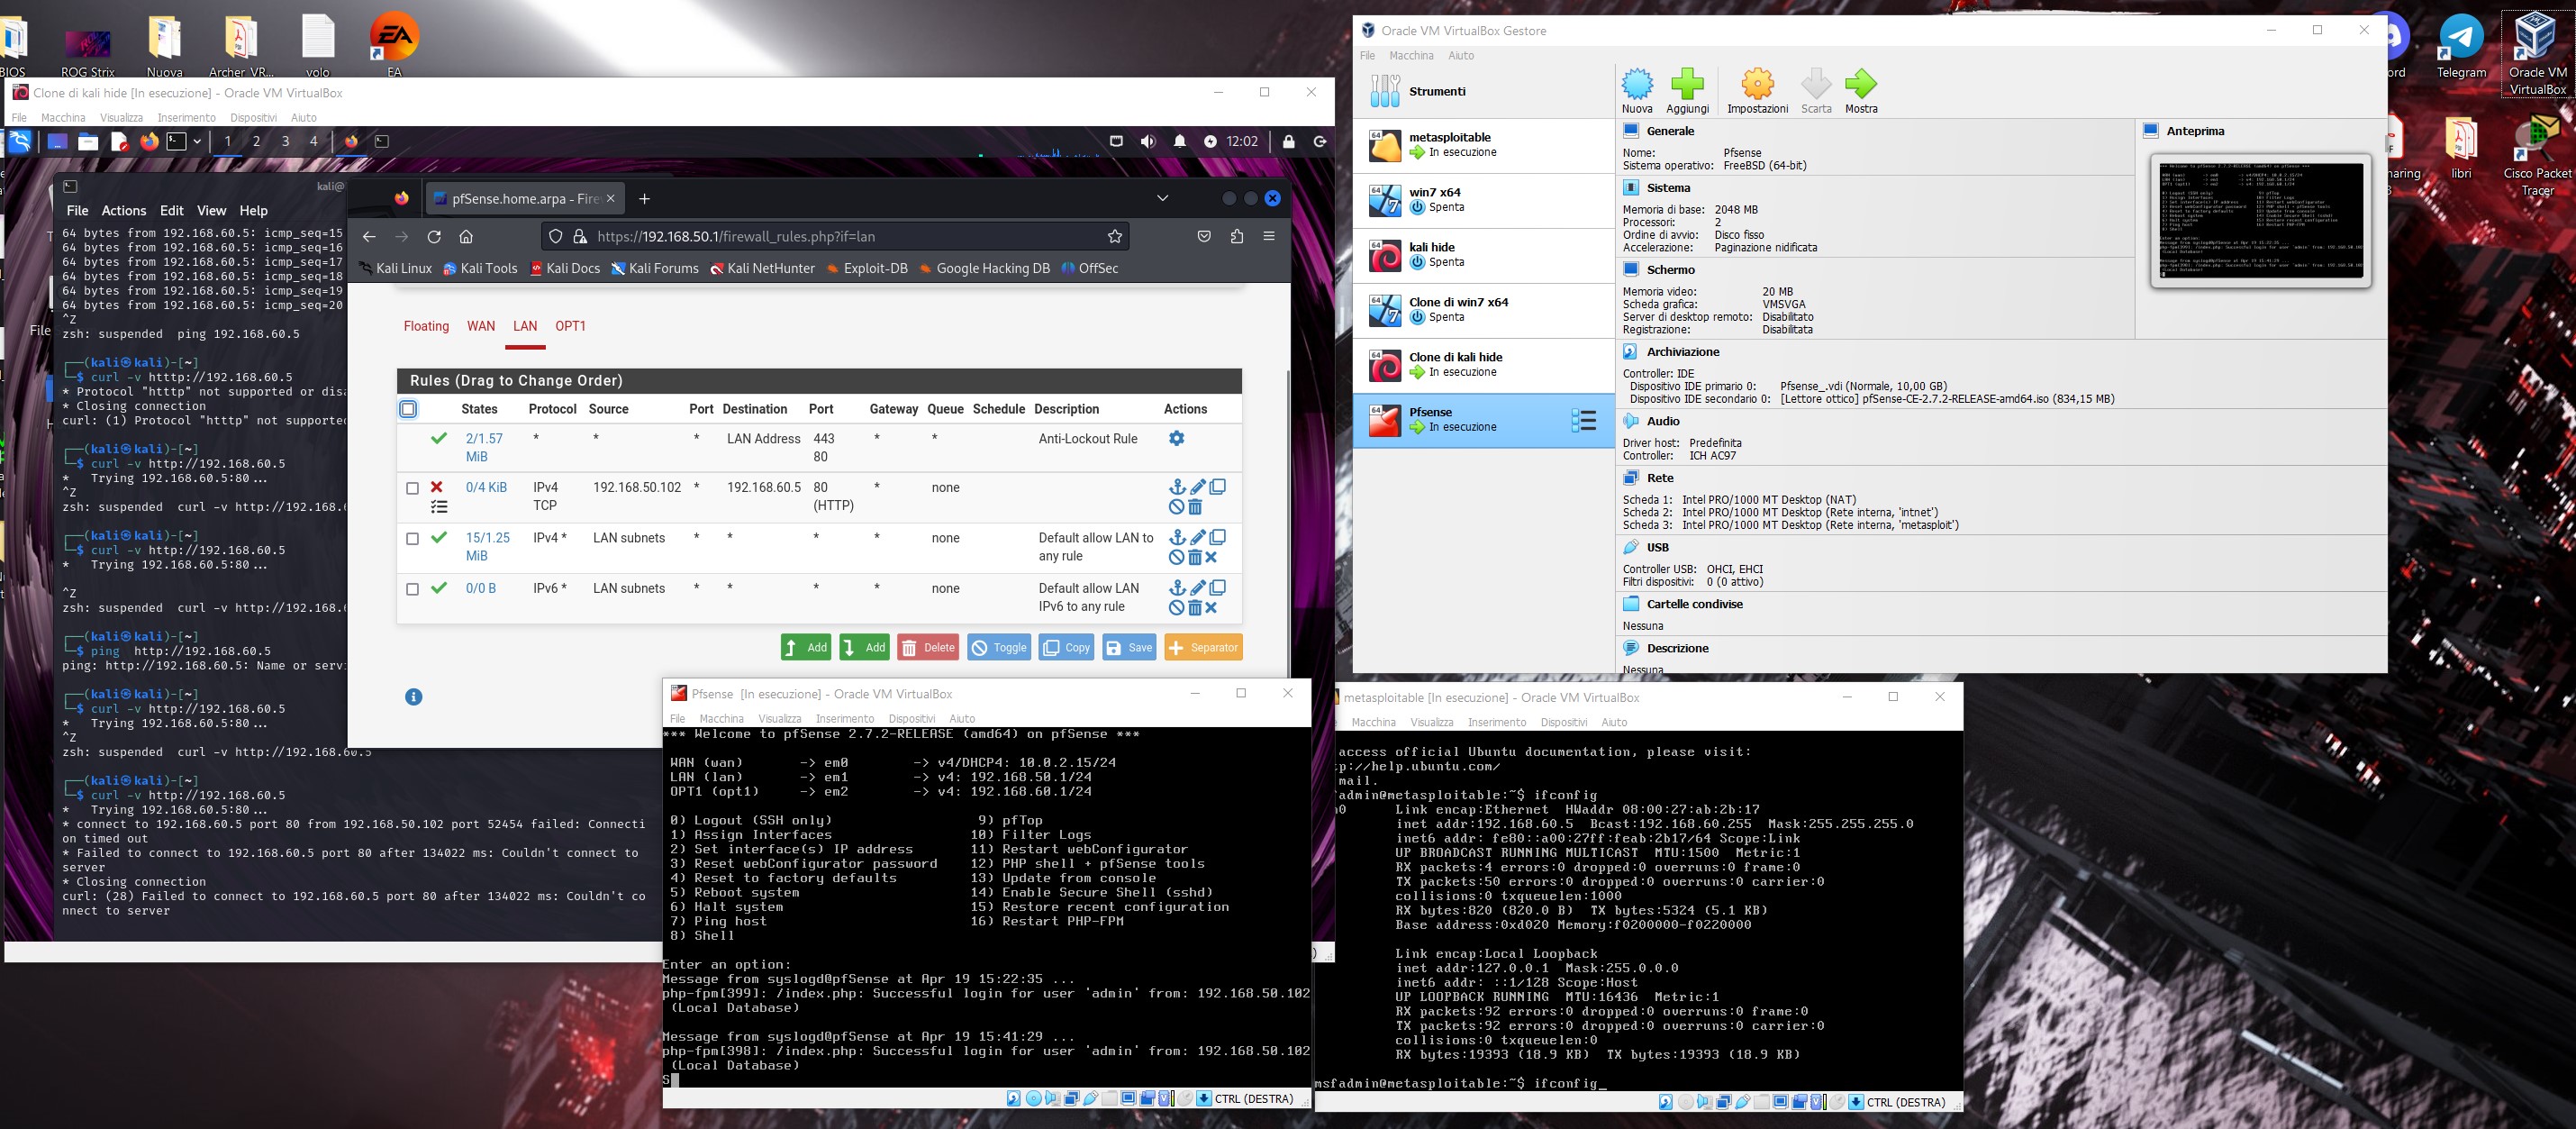 BIOS
ROG Strix
Nuova
Archer_VR...
volo
EA
Clone di kali hide [In esecuzione] - Oracle VM VirtualBox
File Macchina Visualizza Inserimento Dispositivi Aiuto
1 2 3 4
12:02
kali@
File Actions Edit View Help
64 bytes from 192.168.60.5: icmp_seq=15
64 bytes from 192.168.60.5: icmp_seq=16
64 bytes from 192.168.60.5: icmp_seq=17
64 bytes from 192.168.60.5: icmp_seq=18
64 bytes from 192.168.60.5: icmp_seq=19
64 bytes from 192.168.60.5: icmp_seq=20
^Z
zsh: suspended  ping 192.168.60.5
┌──(kali㉿kali)-[~]
└─$ curl -v htttp://192.168.60.5
* Protocol "htttp" not supported or disa
* Closing connection
curl: (1) Protocol "htttp" not supported
┌──(kali㉿kali)-[~]
└─$ curl -v http://192.168.60.5
*   Trying 192.168.60.5:80...
^Z
zsh: suspended  curl -v http://192.168.6
┌──(kali㉿kali)-[~]
└─$ curl -v http://192.168.60.5
*   Trying 192.168.60.5:80...
^Z
zsh: suspended  curl -v http://192.168.6
┌──(kali㉿kali)-[~]
└─$ ping  http://192.168.60.5
ping: http://192.168.60.5: Name or servi
┌──(kali㉿kali)-[~]
└─$ curl -v http://192.168.60.5
*   Trying 192.168.60.5:80...
^Z
zsh: suspended  curl -v http://192.168.60.5
┌──(kali㉿kali)-[~]
└─$ curl -v http://192.168.60.5
*   Trying 192.168.60.5:80...
* connect to 192.168.60.5 port 80 from 192.168.50.102 port 52454 failed: Connecti
on timed out
* Failed to connect to 192.168.60.5 port 80 after 134022 ms: Couldn't connect to
server
* Closing connection
curl: (28) Failed to connect to 192.168.60.5 port 80 after 134022 ms: Couldn't co
nnect to server
pfSense.home.arpa - Fire
https://192.168.50.1/firewall_rules.php?if=lan
Kali Linux Kali Tools Kali Docs Kali Forums Kali NetHunter Exploit-DB Google Hacking DB OffSec
Floating WAN LAN OPT1
Rules (Drag to Change Order)
States Protocol Source Port Destination Port Gateway Queue Schedule Description Actions
2/1.57 * * * LAN Address 443 * * Anti-Lockout Rule
MiB 80
0/4 KiB IPv4 192.168.50.102 * 192.168.60.5 80 * none
TCP (HTTP)
15/1.25 IPv4 * LAN subnets * * * * none Default allow LAN to
MiB any rule
0/0 B IPv6 * LAN subnets * * * * none Default allow LAN
IPv6 to any rule
Add Add Delete Toggle Copy Save Separator
Pfsense [In esecuzione] - Oracle VM VirtualBox
File Macchina Visualizza Inserimento Dispositivi Aiuto
*** Welcome to pfSense 2.7.2-RELEASE (amd64) on pfSense ***
WAN (wan)       -> em0        -> v4/DHCP4: 10.0.2.15/24
LAN (lan)       -> em1        -> v4: 192.168.50.1/24
OPT1 (opt1)     -> em2        -> v4: 192.168.60.1/24
0) Logout (SSH only)                  9) pfTop
1) Assign Interfaces                 10) Filter Logs
2) Set interface(s) IP address       11) Restart webConfigurator
3) Reset webConfigurator password    12) PHP shell + pfSense tools
4) Reset to factory defaults         13) Update from console
5) Reboot system                     14) Enable Secure Shell (sshd)
6) Halt system                       15) Restore recent configuration
7) Ping host                         16) Restart PHP-FPM
8) Shell
Enter an option:
Message from syslogd@pfSense at Apr 19 15:22:35 ...
php-fpm[399]: /index.php: Successful login for user 'admin' from: 192.168.50.102
(Local Database)
Message from syslogd@pfSense at Apr 19 15:41:29 ...
php-fpm[398]: /index.php: Successful login for user 'admin' from: 192.168.50.102
(Local Database)
S
CTRL (DESTRA)
Oracle VM VirtualBox Gestore
File Macchina Aiuto
Strumenti
Nuova Aggiungi Impostazioni Scarta Mostra
metasploitable
In esecuzione
win7 x64
Spenta
kali hide
Spenta
Clone di win7 x64
Spenta
Clone di kali hide
In esecuzione
Pfsense
In esecuzione
Generale
Nome: Pfsense
Sistema operativo: FreeBSD (64-bit)
Sistema
Memoria di base: 2048 MB
Processori: 2
Ordine di avvio: Disco fisso
Accelerazione: Paginazione nidificata
Schermo
Memoria video: 20 MB
Scheda grafica: VMSVGA
Server di desktop remoto: Disabilitato
Registrazione: Disabilitata
Archiviazione
Controller: IDE
Dispositivo IDE primario 0: Pfsense_.vdi (Normale, 10,00 GB)
Dispositivo IDE secondario 0: [Lettore ottico] pfSense-CE-2.7.2-RELEASE-amd64.iso (834,15 MB)
Audio
Driver host: Predefinita
Controller: ICH AC97
Rete
Scheda 1: Intel PRO/1000 MT Desktop (NAT)
Scheda 2: Intel PRO/1000 MT Desktop (Rete interna, 'intnet')
Scheda 3: Intel PRO/1000 MT Desktop (Rete interna, 'metasploit')
USB
Controller USB: OHCI, EHCI
Filtri dispositivi: 0 (0 attivo)
Cartelle condivise
Nessuna
Descrizione
Nessuna
Anteprima
metasploitable [In esecuzione] - Oracle VM VirtualBox
Macchina Visualizza Inserimento Dispositivi Aiuto
access official Ubuntu documentation, please visit:
tp://help.ubuntu.com/
mail.
fadmin@metasploitable:~$ ifconfig
h0      Link encap:Ethernet  HWaddr 08:00:27:ab:2b:17
inet addr:192.168.60.5  Bcast:192.168.60.255  Mask:255.255.255.0
inet6 addr: fe80::a00:27ff:feab:2b17/64 Scope:Link
UP BROADCAST RUNNING MULTICAST  MTU:1500  Metric:1
RX packets:4 errors:0 dropped:0 overruns:0 frame:0
TX packets:50 errors:0 dropped:0 overruns:0 carrier:0
collisions:0 txqueuelen:1000
RX bytes:820 (820.0 B)  TX bytes:5324 (5.1 KB)
Base address:0xd020 Memory:f0200000-f0220000
Link encap:Local Loopback
inet addr:127.0.0.1  Mask:255.0.0.0
inet6 addr: ::1/128 Scope:Host
UP LOOPBACK RUNNING  MTU:16436  Metric:1
RX packets:92 errors:0 dropped:0 overruns:0 frame:0
TX packets:92 errors:0 dropped:0 overruns:0 carrier:0
collisions:0 txqueuelen:0
RX bytes:19393 (18.9 KB)  TX bytes:19393 (18.9 KB)
msfadmin@metasploitable:~$ ifconfig_
CTRL (DESTRA)
ord
Telegram
Oracle VM
VirtualBox
haring
3
libri
Cisco Packet
Tracer